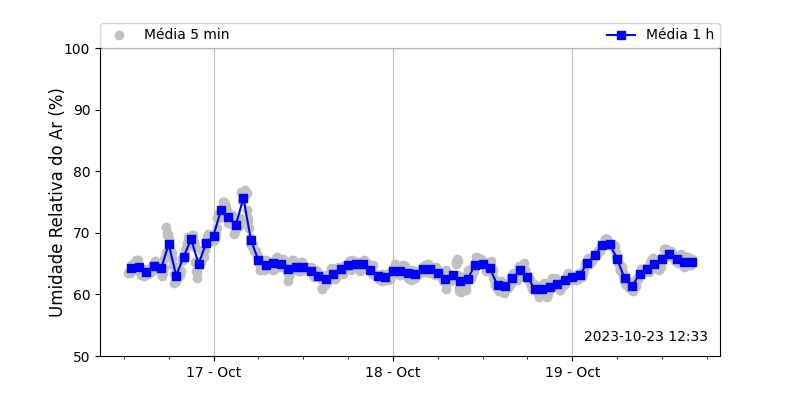 Média 5 min
Média 1 h
Umidade Relativa do Ar (%)
100
90
80
70
60
50
17 - Oct
18 - Oct
19 - Oct
2023-10-23 12:33